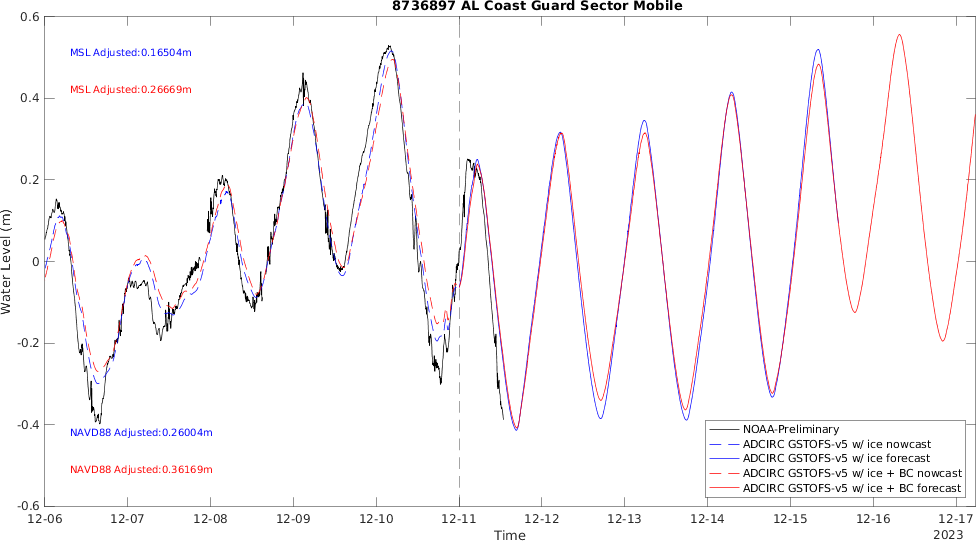 8736897 AL Coast Guard Sector Mobile
0.6
MSL Adjusted:0.16504m
MSL Adjusted:0.26669m
0.4
0.2
0
-0.2
-0.4
-0.6
Water Level (m)
NAVD88 Adjusted:0.26004m
NAVD88 Adjusted:0.36169m
NOAA-Preliminary
ADCIRC GSTOFS-v5 w/ ice nowcast
ADCIRC GSTOFS-v5 w/ ice forecast
ADCIRC GSTOFS-v5 w/ ice + BC nowcast
ADCIRC GSTOFS-v5 w/ ice + BC forecast
12-06 12-07 12-08 12-09 12-10 12-11 12-12 12-13 12-14 12-15 12-16 12-17
Time
2023